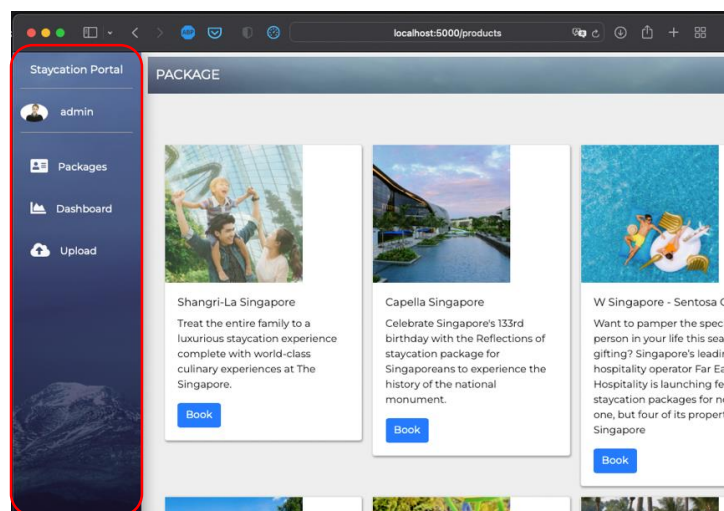 localhost:5000/products
Staycation Portal
PACKAGE
admin
Packages
Dashboard
Upload
Shangri-La Singapore
Treat the entire family to a
luxurious staycation experience
complete with world-class
culinary experiences at The
Singapore.
Book
Capella Singapore
Celebrate Singapore's 133rd
birthday with the Reflections of
staycation package for
Singaporeans to experience the
history of the national
monument.
Book
W Singapore - Sentosa
Want to pamper the spec
person in your life this sea
gifting? Singapore's leadi
hospitality operator Far Ea
Hospitality is launching fe
staycation packages for n
one, but four of its propert
Singapore
Book